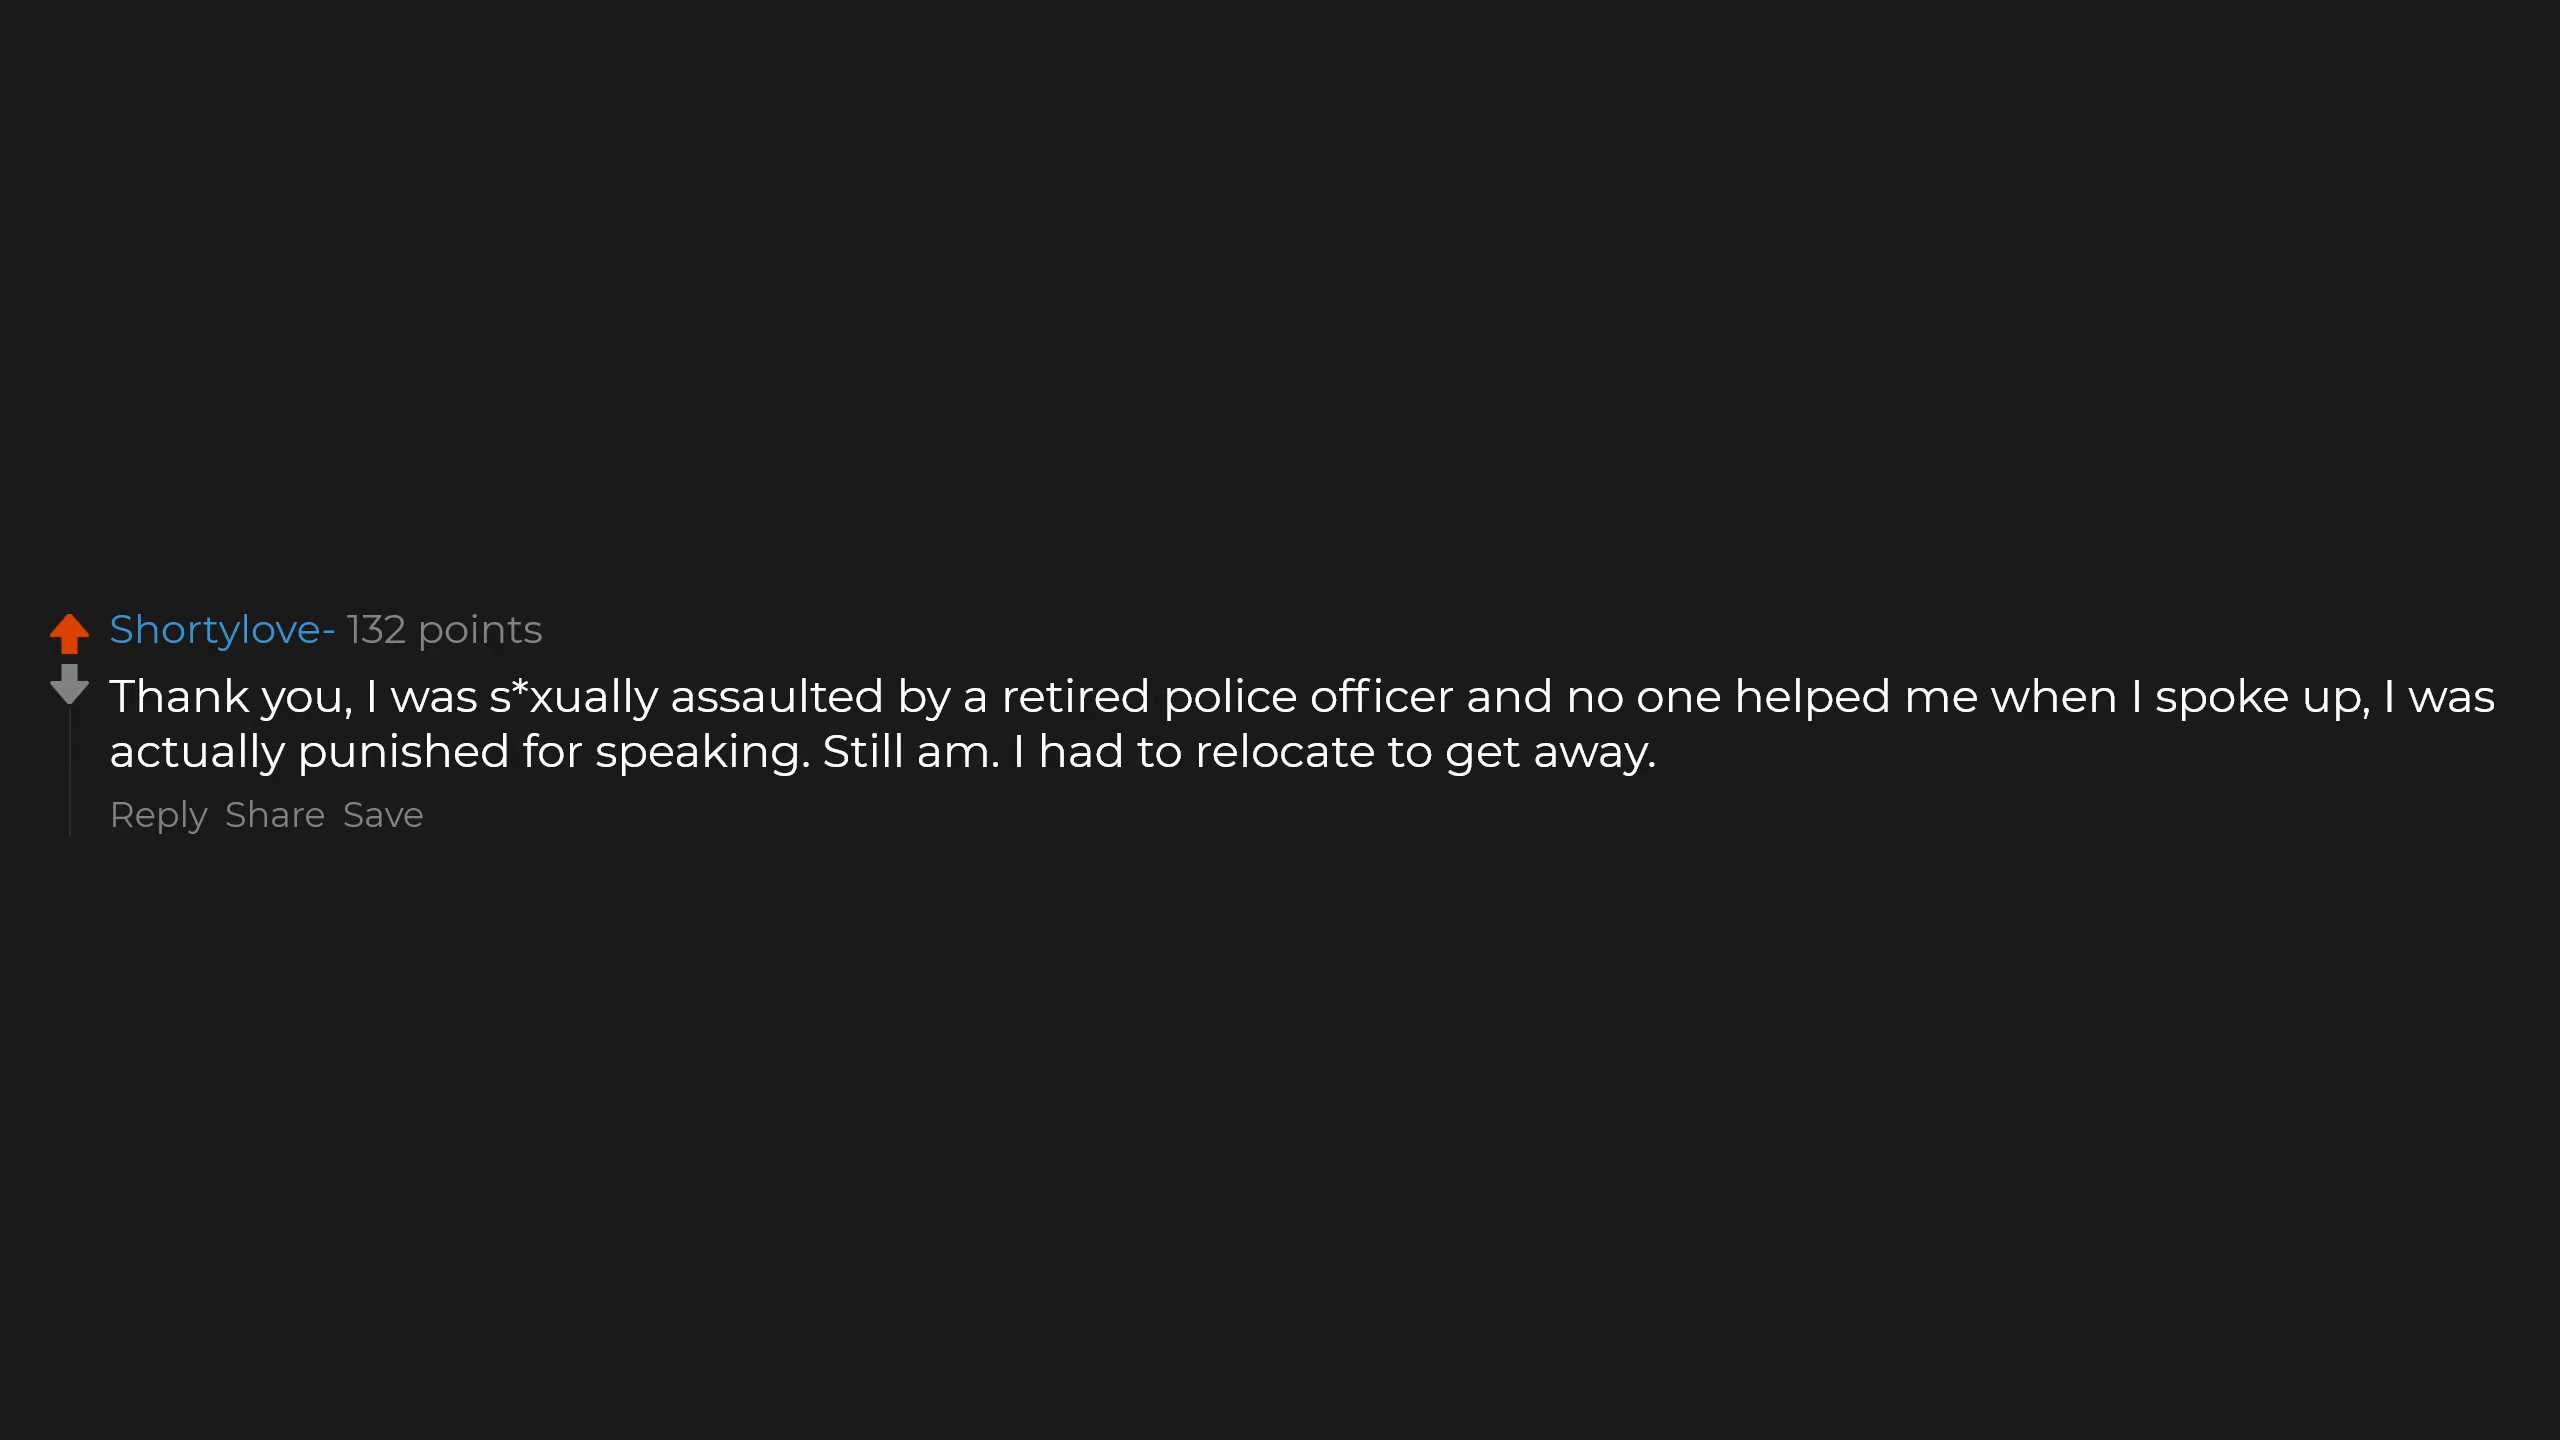 Shortylove- 132 points
Thank you, I was s*xually assaulted by a retired police officer and no one helped me when I spoke up, I was
actually punished for speaking. Still am. I had to relocate to get away.
Reply Share Save